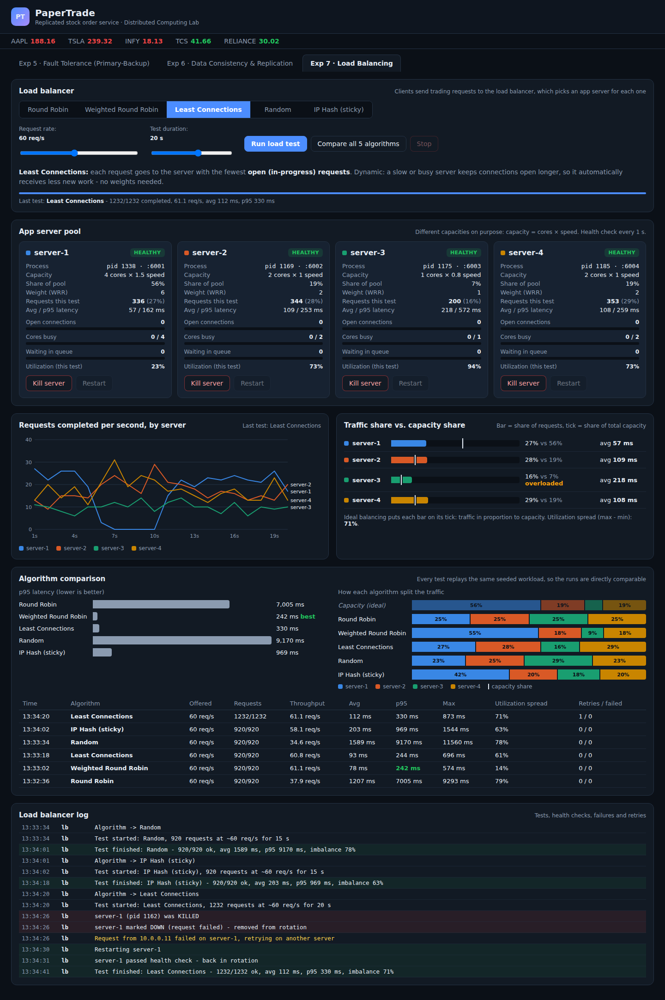 PT
PaperTrade
Replicated stock order service · Distributed Computing Lab
AAPL 188.16 TSLA 239.32 INFY 18.13 TCS 41.66 RELIANCE 30.02
Exp 5 · Fault Tolerance (Primary-Backup) Exp 6 · Data Consistency & Replication Exp 7 · Load Balancing
Load balancer Clients send trading requests to the load balancer, which picks an app server for each one
Round Robin Weighted Round Robin Least Connections Random IP Hash (sticky)
Request rate: Test duration:
60 req/s 20 s
Run load test Compare all 5 algorithms Stop
Least Connections: each request goes to the server with the fewest open (in-progress) requests. Dynamic: a slow or busy server keeps connections open longer, so it automatically
receives less new work - no weights needed.
Last test: Least Connections - 1232/1232 completed, 61.1 req/s, avg 112 ms, p95 330 ms
App server pool Different capacities on purpose: capacity = cores × speed. Health check every 1 s.
server-1 HEALTHY
Process pid 1338 · :6001
Capacity 4 cores × 1.5 speed
Share of pool 56%
Weight (WRR) 6
Requests this test 336 (27%)
Avg / p95 latency 57 / 162 ms
Open connections 0
Cores busy 0 / 4
Waiting in queue 0
Utilization (this test) 23%
Kill server Restart
server-2 HEALTHY
Process pid 1169 · :6002
Capacity 2 cores × 1 speed
Share of pool 19%
Weight (WRR) 2
Requests this test 344 (28%)
Avg / p95 latency 109 / 253 ms
Open connections 0
Cores busy 0 / 2
Waiting in queue 0
Utilization (this test) 73%
Kill server Restart
server-3 HEALTHY
Process pid 1175 · :6003
Capacity 1 cores × 0.8 speed
Share of pool 7%
Weight (WRR) 1
Requests this test 200 (16%)
Avg / p95 latency 218 / 572 ms
Open connections 0
Cores busy 0 / 1
Waiting in queue 0
Utilization (this test) 94%
Kill server Restart
server-4 HEALTHY
Process pid 1185 · :6004
Capacity 2 cores × 1 speed
Share of pool 19%
Weight (WRR) 2
Requests this test 353 (29%)
Avg / p95 latency 108 / 259 ms
Open connections 0
Cores busy 0 / 2
Waiting in queue 0
Utilization (this test) 73%
Kill server Restart
Requests completed per second, by server Last test: Least Connections
40
30
20
10
0
server-2
server-1
server-4
server-3
1s 4s 7s 10s 13s 16s 19s
server-1 server-2 server-3 server-4
Traffic share vs. capacity share Bar = share of requests, tick = share of total capacity
server-1 27% vs 56% avg 57 ms
server-2 28% vs 19% avg 109 ms
server-3 16% vs 7% overloaded avg 218 ms
server-4 29% vs 19% avg 108 ms
Ideal balancing puts each bar on its tick: traffic in proportion to capacity. Utilization spread (max - min):
71%.
Algorithm comparison Every test replays the same seeded workload, so the runs are directly comparable
p95 latency (lower is better)
Round Robin 7,005 ms
Weighted Round Robin 242 ms best
Least Connections 330 ms
Random 9,170 ms
IP Hash (sticky) 969 ms
How each algorithm split the traffic
Capacity (ideal) 56% 19% 19%
Round Robin 25% 25% 25% 25%
Weighted Round Robin 55% 18% 9% 18%
Least Connections 27% 28% 16% 29%
Random 23% 25% 29% 23%
IP Hash (sticky) 42% 20% 18% 20%
server-1 server-2 server-3 server-4 capacity share
Time Algorithm Offered Requests Throughput Avg p95 Max Utilization spread Retries / failed
13:34:20 Least Connections 60 req/s 1232/1232 61.1 req/s 112 ms 330 ms 873 ms 71% 1 / 0
13:34:02 IP Hash (sticky) 60 req/s 920/920 58.1 req/s 203 ms 969 ms 1544 ms 63% 0 / 0
13:33:34 Random 60 req/s 920/920 34.6 req/s 1589 ms 9170 ms 11560 ms 78% 0 / 0
13:33:18 Least Connections 60 req/s 920/920 60.8 req/s 93 ms 244 ms 696 ms 61% 0 / 0
13:33:02 Weighted Round Robin 60 req/s 920/920 61.1 req/s 78 ms 242 ms 574 ms 14% 0 / 0
13:32:36 Round Robin 60 req/s 920/920 37.9 req/s 1207 ms 7005 ms 9293 ms 79% 0 / 0
Load balancer log Tests, health checks, failures and retries
13:33:34 lb Algorithm -> Random
13:33:34 lb Test started: Random, 920 requests at ~60 req/s for 15 s
13:34:01 lb Test finished: Random - 920/920 ok, avg 1589 ms, p95 9170 ms, imbalance 78%
13:34:01 lb Algorithm -> IP Hash (sticky)
13:34:02 lb Test started: IP Hash (sticky), 920 requests at ~60 req/s for 15 s
13:34:18 lb Test finished: IP Hash (sticky) - 920/920 ok, avg 203 ms, p95 969 ms, imbalance 63%
13:34:20 lb Algorithm -> Least Connections
13:34:20 lb Test started: Least Connections, 1232 requests at ~60 req/s for 20 s
13:34:26 lb server-1 (pid 1162) was KILLED
13:34:26 lb server-1 marked DOWN (request failed) - removed from rotation
13:34:26 lb Request from 10.0.0.11 failed on server-1, retrying on another server
13:34:30 lb Restarting server-1
13:34:31 lb server-1 passed health check - back in rotation
13:34:41 lb Test finished: Least Connections - 1232/1232 ok, avg 112 ms, p95 330 ms, imbalance 71%